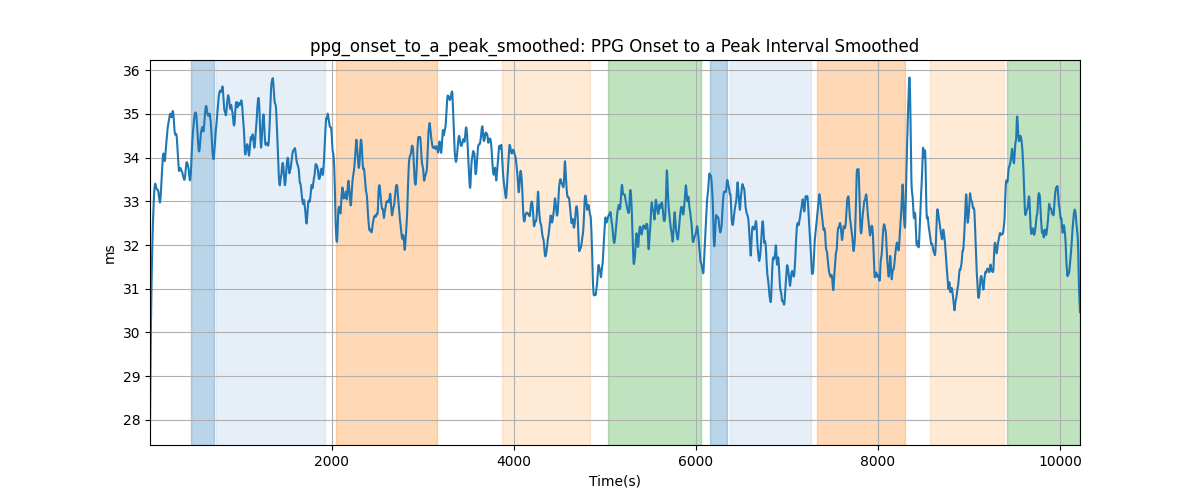 ppg_onset_to_a_peak_smoothed: PPG Onset to a Peak Interval Smoothed
36
35
34
33
32
31
30
29
28
ms
2000 4000 6000 8000 10000
Time(s)